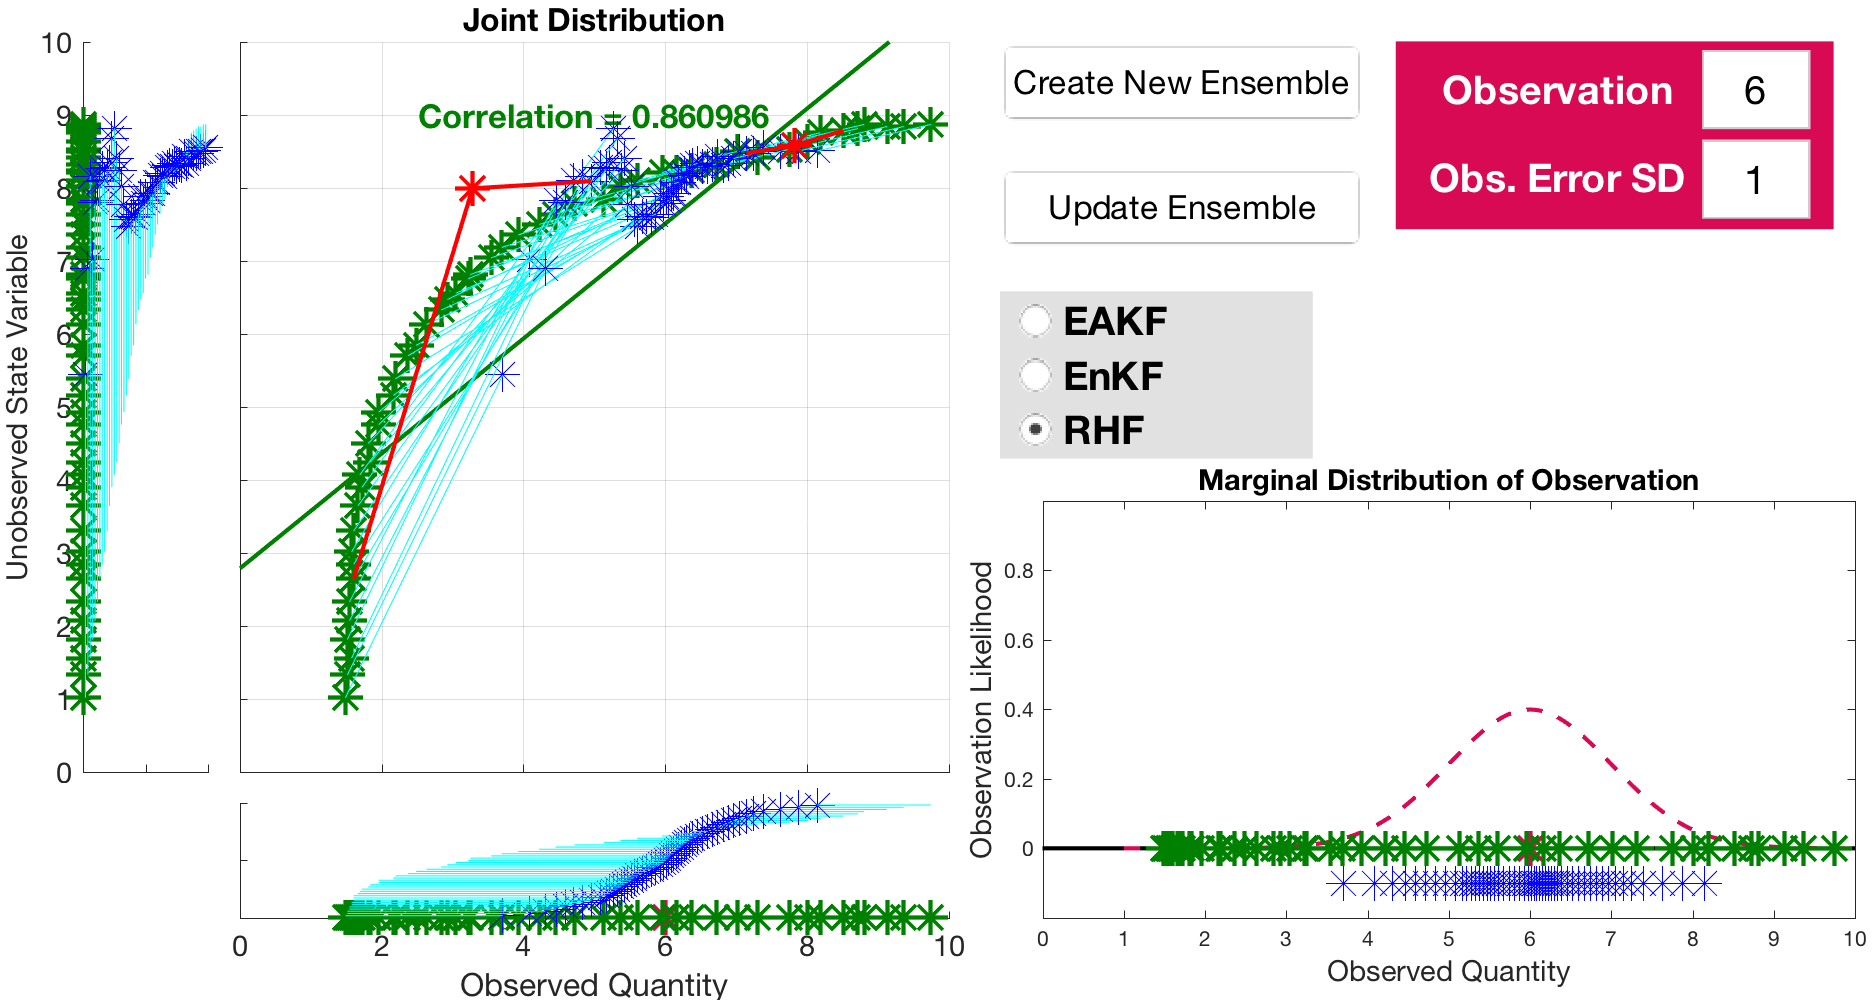 Joint Distribution
Correlation = 0.860986
Unobserved State Variable
10
9
8
7
6
5
4
3
2
1
0
0 2 4 6 8 10
Observed Quantity
Create New Ensemble
Update Ensemble
Observation 6
Obs. Error SD 1
EAKF
EnKF
RHF
Marginal Distribution of Observation
Observation Likelihood
0.8
0.6
0.4
0.2
0
0 1 2 3 4 5 6 7 8 9 10
Observed Quantity